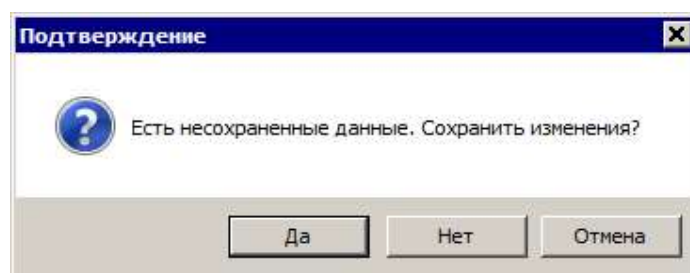 Подтверждение
Есть несохраненные данные. Сохранить изменения?
Да Нет Отмена